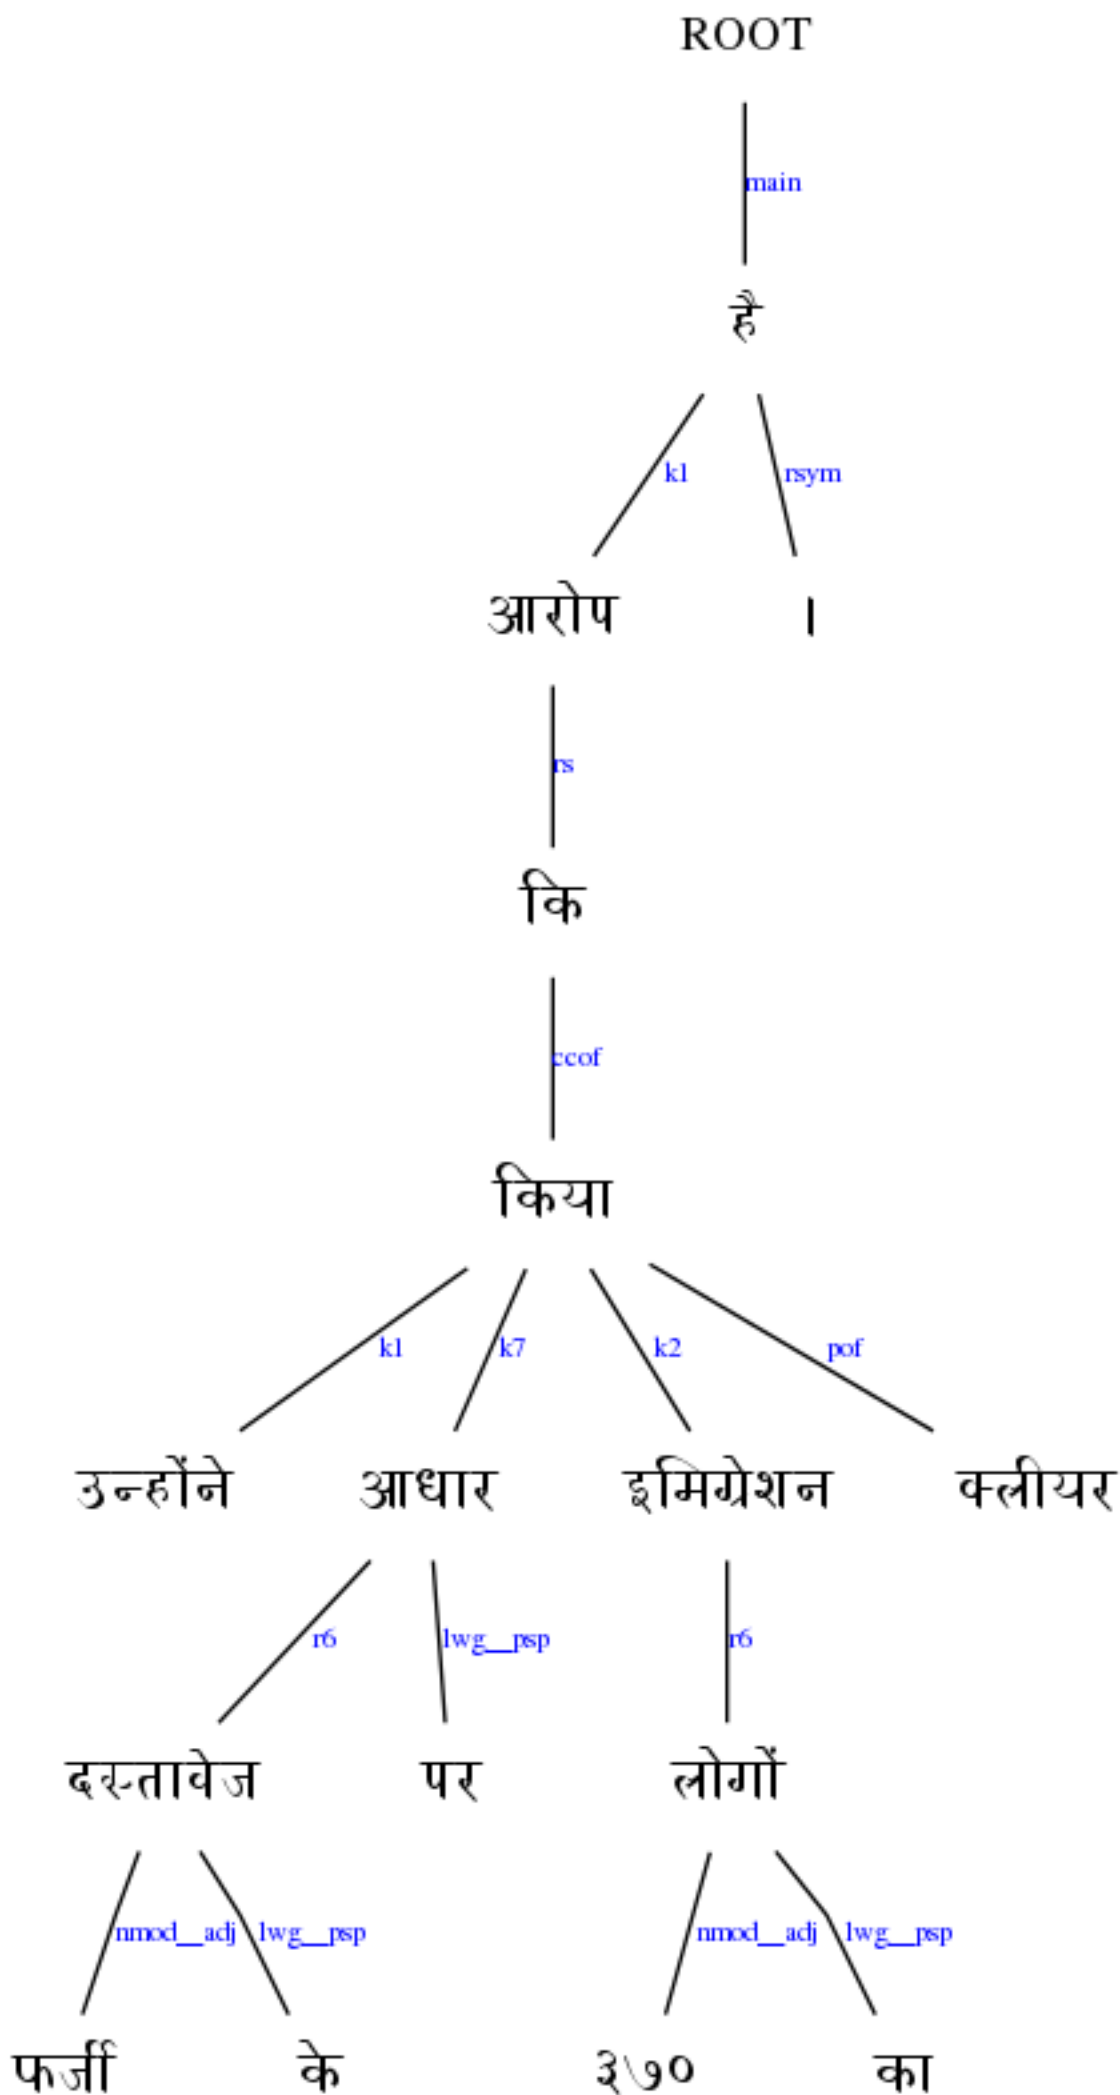 ROOT
main
है
k1 rsym
आरोप ।
rs
कि
ccof
किया
k1 k7 k2 pof
उन्होंने आधार इमिग्रेशन क्लीयर
r6 lwg__psp r6
दस्तावेज पर लोगों
nmod__adj lwg__psp nmod__adj lwg__psp
फर्जी के ३७० का